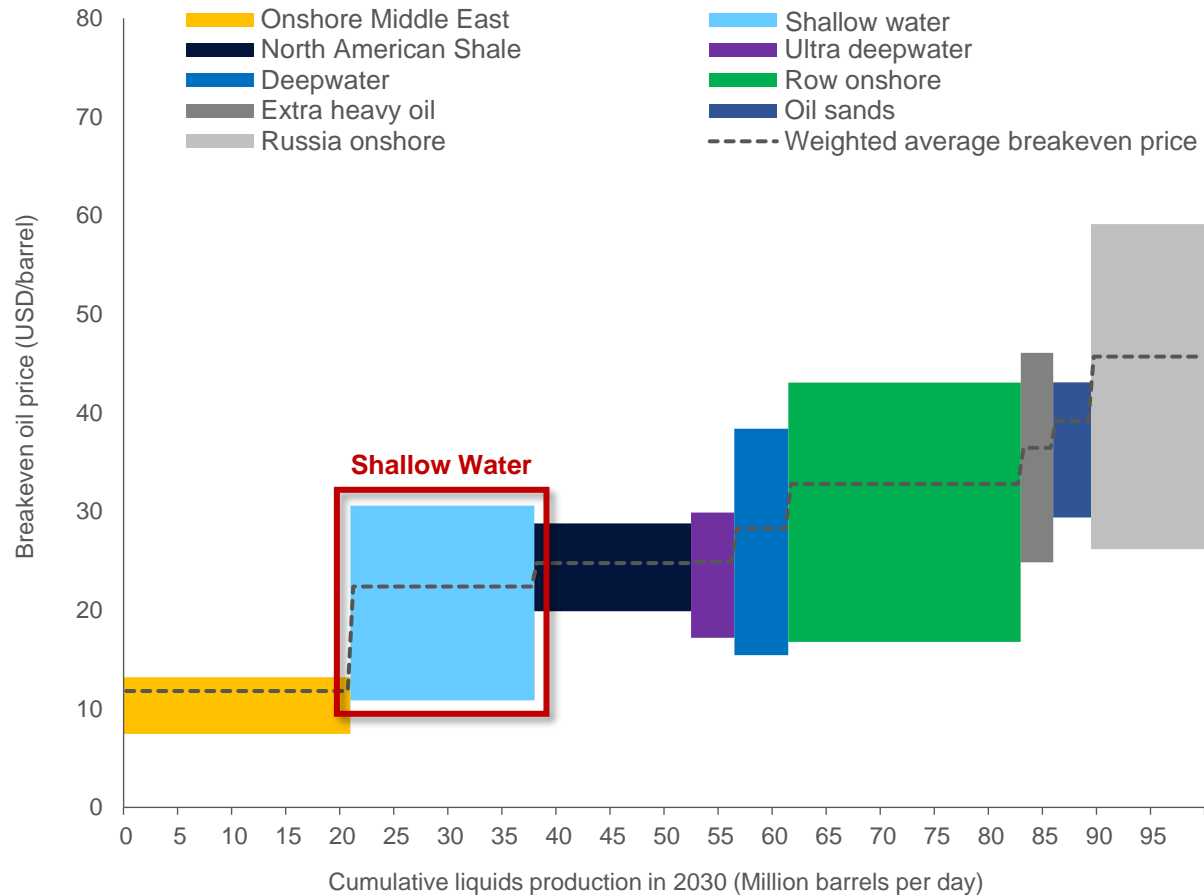 Onshore Middle East
North American Shale
Deepwater
Extra heavy oil
Russia onshore
Shallow water
Ultra deepwater
Row onshore
Oil sands
Weighted average breakeven price
Breakeven oil price (USD/barrel)
80
70
60
50
40
30
20
10
0
Shallow Water
0 5 10 15 20 25 30 35 40 45 50 55 60 65 70 75 80 85 90 95
Cumulative liquids production in 2030 (Million barrels per day)